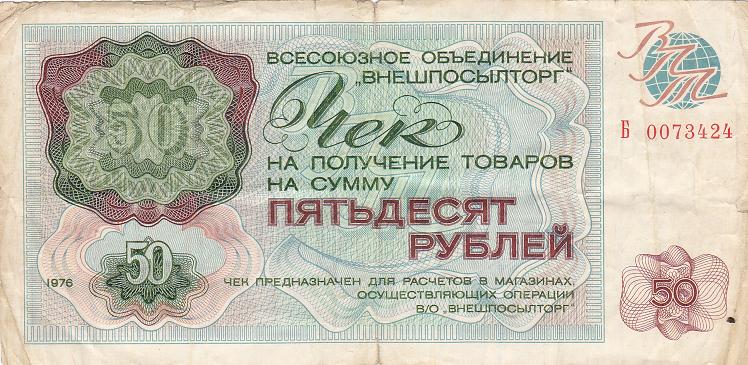 50
ВСЕСОЮЗНОЕ ОБЪЕДИНЕНИЕ
„ВНЕШПОСЫЛТОРГ"
ВПТ
Чек
Б 0073424
НА ПОЛУЧЕНИЕ ТОВАРОВ
НА СУММУ
ПЯТЬДЕСЯТ
РУБЛЕЙ
50
1976
ЧЕК ПРЕДНАЗНАЧЕН ДЛЯ РАСЧЕТОВ В МАГАЗИНАХ,
ОСУЩЕСТВЛЯЮЩИХ ОПЕРАЦИИ
В/О „ВНЕШПОСЫЛТОРГ"
50